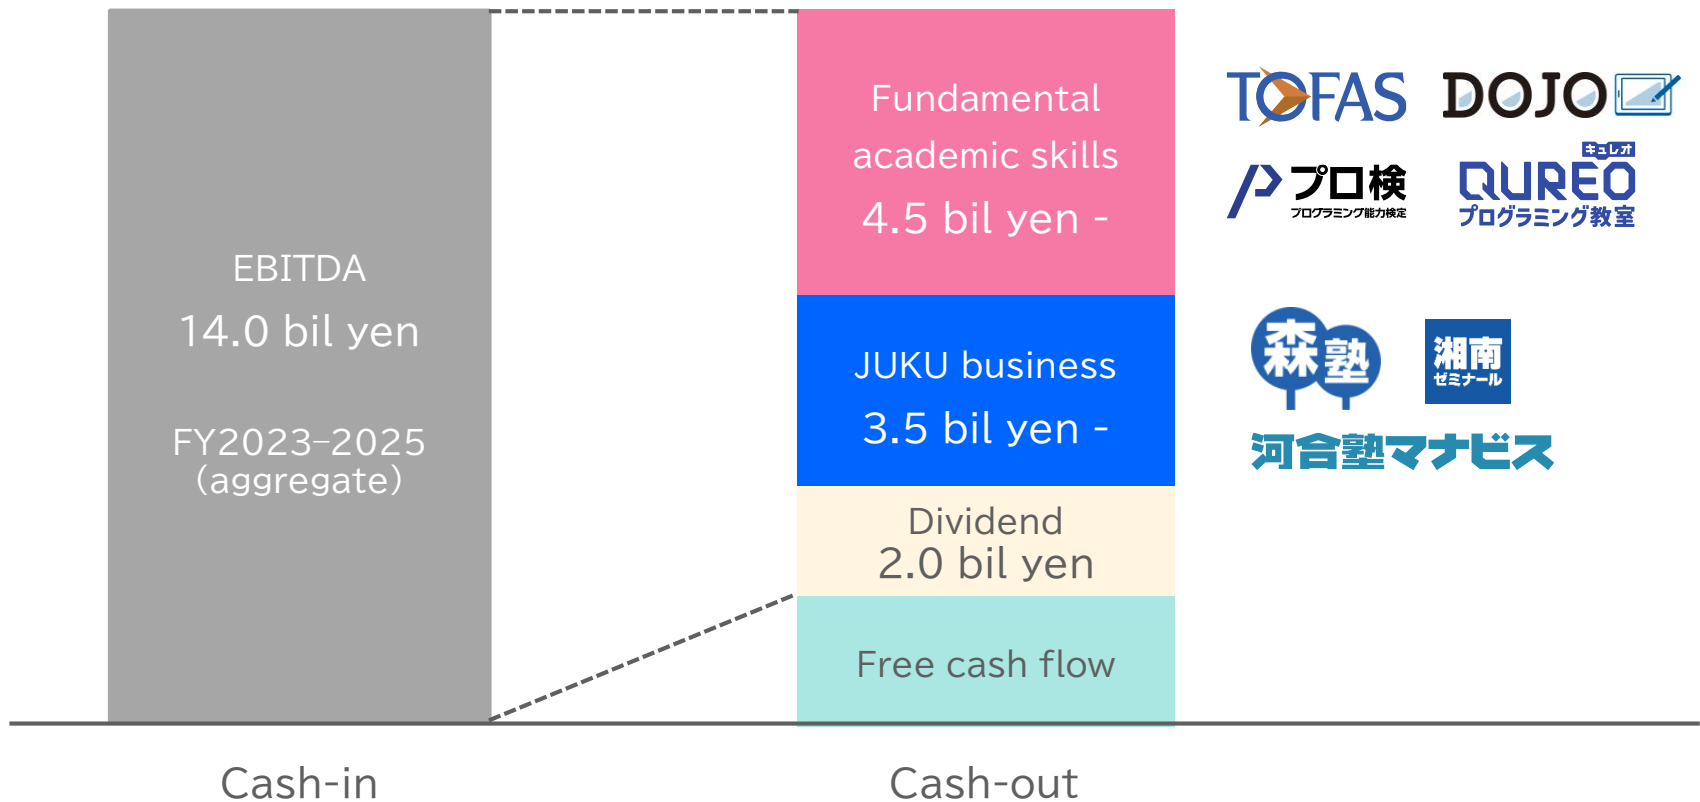 EBITDA
14.0 bil yen
FY2023-2025
(aggregate)
Cash-in
Fundamental
academic skills
4.5 bil yen -
JUKU business
3.5 bil yen -
Dividend
2.0 bil yen
Free cash flow
Cash-out
TOFAS
DOJO
プロ検
プログラミング能力検定
キュレオ
QUREO
プログラミング教室
森塾
湘南
ゼミナール
河合塾マナビス